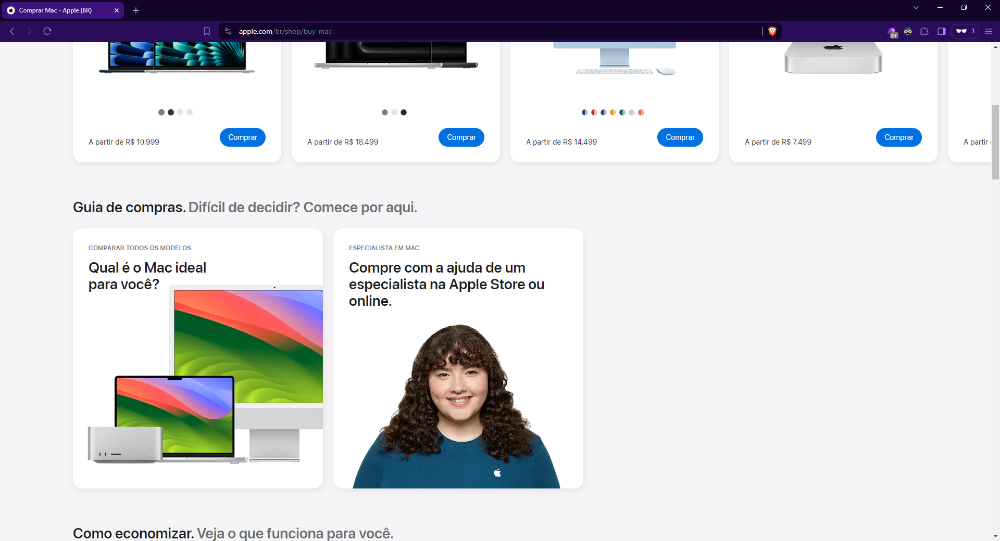 Comprar Mac - Apple (BR)
apple.com/br/shop/buy-mac
27
3
A partir de R$ 10.999
Comprar
A partir de R$ 18.499
Comprar
A partir de R$ 14.499
Comprar
A partir de R$ 7.499
Comprar
A partir
Guia de compras. Difícil de decidir? Comece por aqui.
COMPARAR TODOS OS MODELOS
Qual é o Mac ideal
para você?
ESPECIALISTA EM MAC
Compre com a ajuda de um
especialista na Apple Store ou
online.
Como economizar. Veja o que funciona para você.